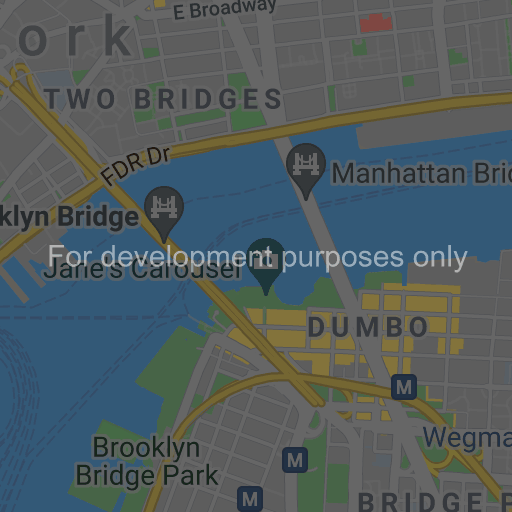 E Broadway
ork
TWO BRIDGES
FDR Dr
Manhattan Bri
klyn Bridge
For development purposes only
Jane's Carousel
DUMBO
M
Wegma
Brooklyn
Bridge Park
M
M
BRIDGE P